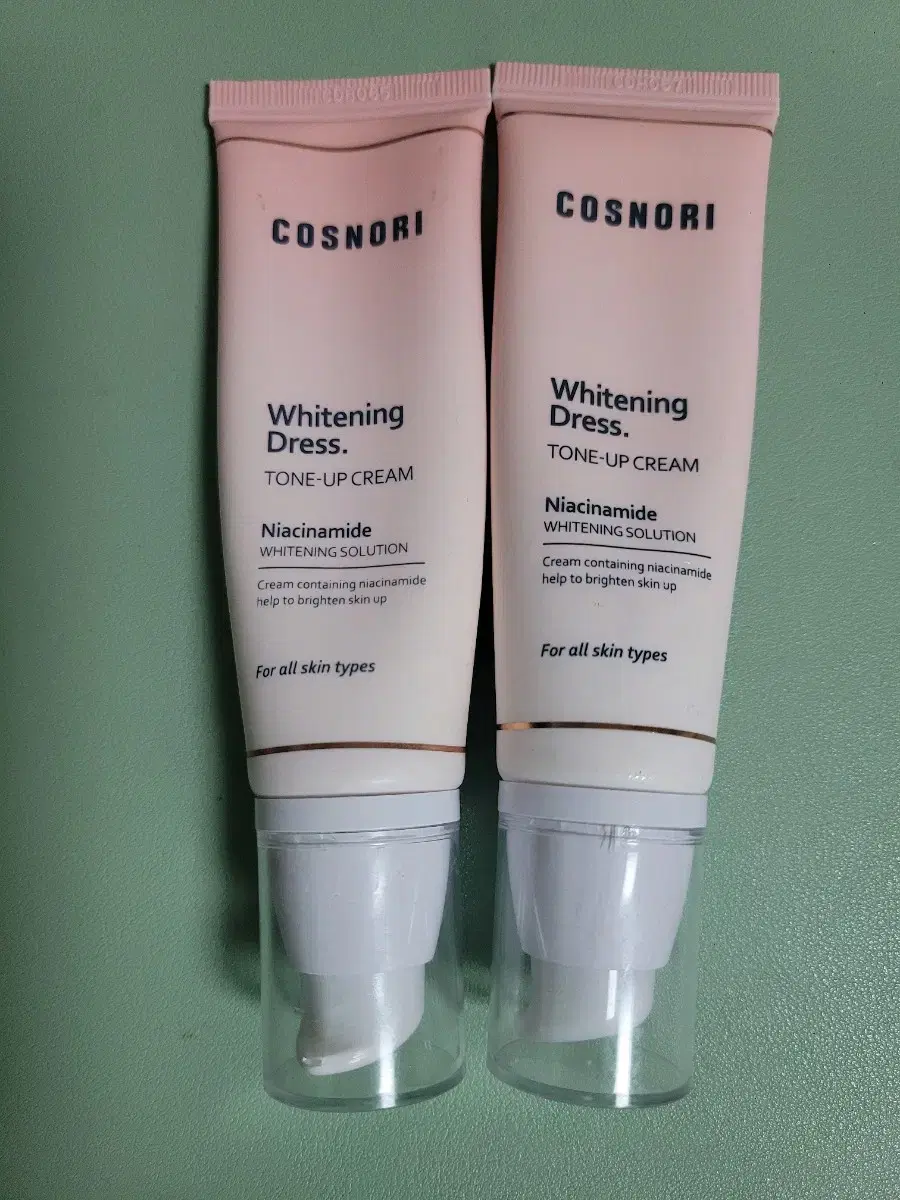 COSNORI
Whitening
Dress.
TONE-UP CREAM
Niacinamide
WHITENING SOLUTION
Cream containing niacinamide
help to brighten skin up
For all skin types
COSNORI
Whitening
Dress.
TONE-UP CREAM
Niacinamide
WHITENING SOLUTION
Cream containing niacinamide
help to brighten skin up
For all skin types